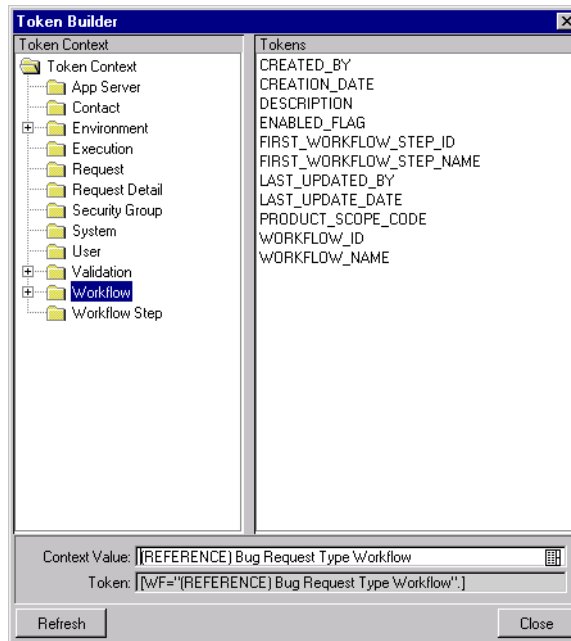 Token Builder
Token Context
Tokens
Token Context
App Server
Contact
Environment
Execution
Request
Request Detail
Security Group
System
User
Validation
Workflow
Workflow Step
CREATED_BY
CREATION_DATE
DESCRIPTION
ENABLED_FLAG
FIRST_WORKFLOW_STEP_ID
FIRST_WORKFLOW_STEP_NAME
LAST_UPDATED_BY
LAST_UPDATE_DATE
PRODUCT_SCOPE_CODE
WORKFLOW_ID
WORKFLOW_NAME
Context Value: (REFERENCE) Bug Request Type Workflow
Token: [WF="(REFERENCE) Bug Request Type Workflow".]
Refresh
Close